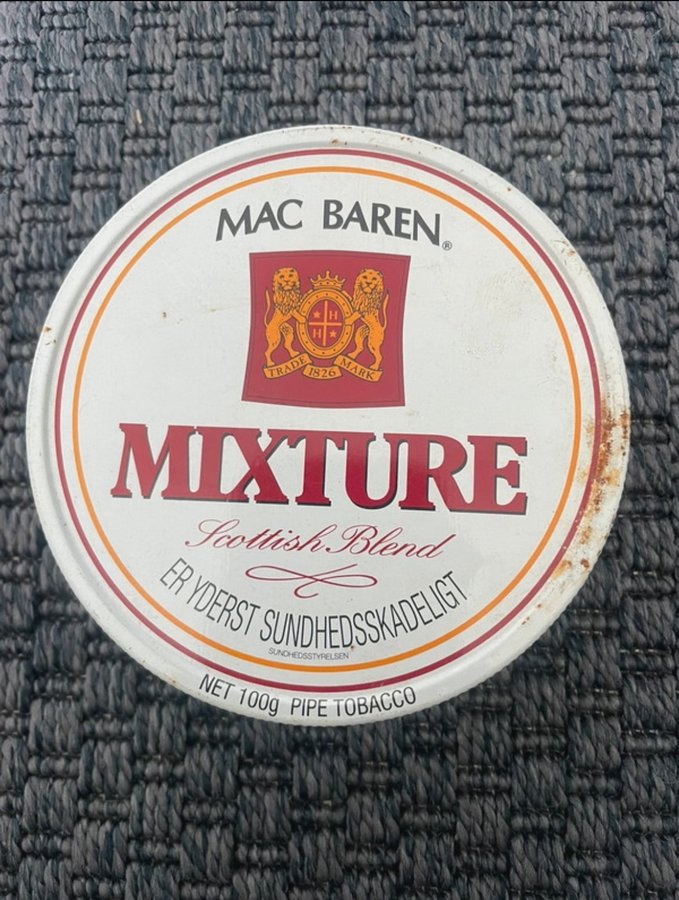 MAC BAREN®
H
H
TRADE 1826 MARK
MIXTURE
Scottish Blend
ER YDERST SUNDHEDSSKADELIGT
SUNDHEDSSTYRELSEN
NET 100g PIPE TOBACCO